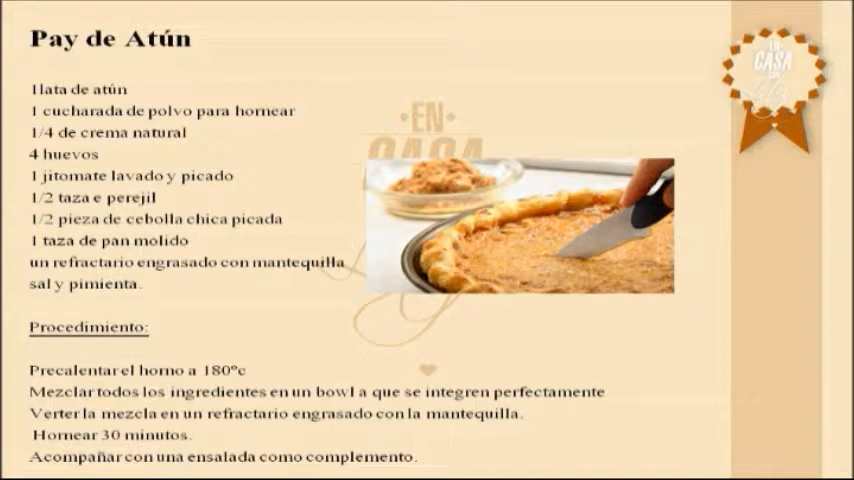 Pay de Atún
1lata de atún
1 cucharada de polvo para hornear
1/4 de crema natural
4 huevos
1 jitomate lavado y picado
1/2 taza e perejil
1/2 pieza de cebolla chica picada
1 taza de pan molido
un refractario engrasado con mantequilla
sal y pimienta.
Procedimiento:
Precalentar el horno a 180°c
Mezclar todos los ingredientes en un bowl a que se integren perfectamente
Verter la mezcla en un refractario engrasado con la mantequilla.
Hornear 30 minutos.
Acompañar con una ensalada como complemento.
EN
CASA
EN
CASA